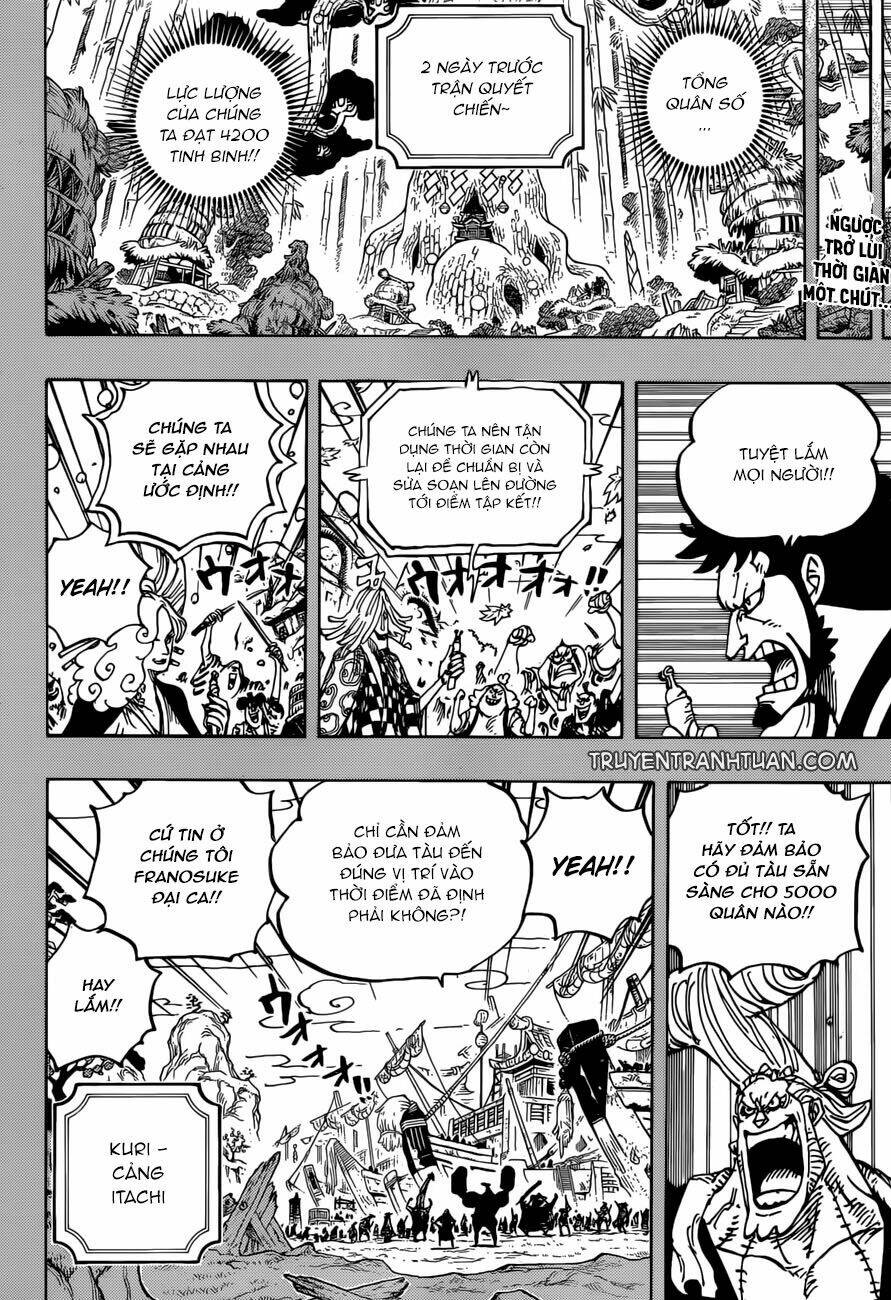 NGƯỢC
TRỞ LÙI
THỜI GIAN
MỘT CHÚT...
TỔNG
QUÂN SỐ
...
2 NGÀY TRƯỚC
TRẬN QUYẾT
CHIẾN~
LỰC LƯỢNG
CỦA CHÚNG
TA ĐẠT 4200
TINH BINH!!
TUYỆT LẮM
MỌI NGƯỜI!!
CHÚNG TA NÊN TẬN
DỤNG THỜI GIAN CÒN
LẠI ĐỂ CHUẨN BỊ VÀ
SỬA SOẠN LÊN ĐƯỜNG
TỚI ĐIỂM TẬP KẾT!!
ウオオオオ!!
CHÚNG TA
SẼ GẶP NHAU
TẠI CẢNG
ƯỚC ĐỊNH!!
ウオォ
YEAH!!
TRUYENTRANHTUAN.COM
TỐT!! TA
HÃY ĐẢM BẢO
CÓ ĐỦ TÀU SẴN
SÀNG CHO 5000
QUÂN NÀO!!
YEAH!!
CHỈ CẦN ĐẢM
BẢO ĐƯA TÀU ĐẾN
ĐÚNG VỊ TRÍ VÀO
THỜI ĐIỂM ĐÃ ĐỊNH
PHẢI KHÔNG?!
CỨ TIN Ở
CHÚNG TÔI
FRANOSUKE
ĐẠI CA!!
HAY
LẮM!!
ウオオオ!!
KURI –
CẢNG
ITACHI